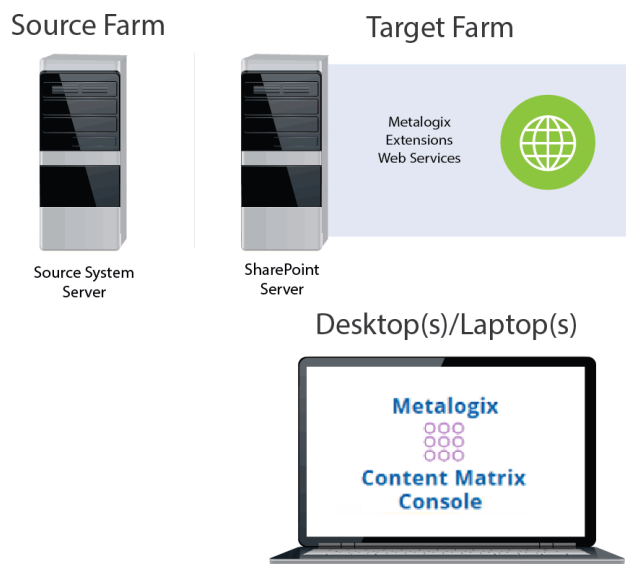 Source Farm
Target Farm
Metalogix
Extensions
Web Services
Source System
Server
SharePoint
Server
Desktop(s)/Laptop(s)
Metalogix
Content Matrix
Console